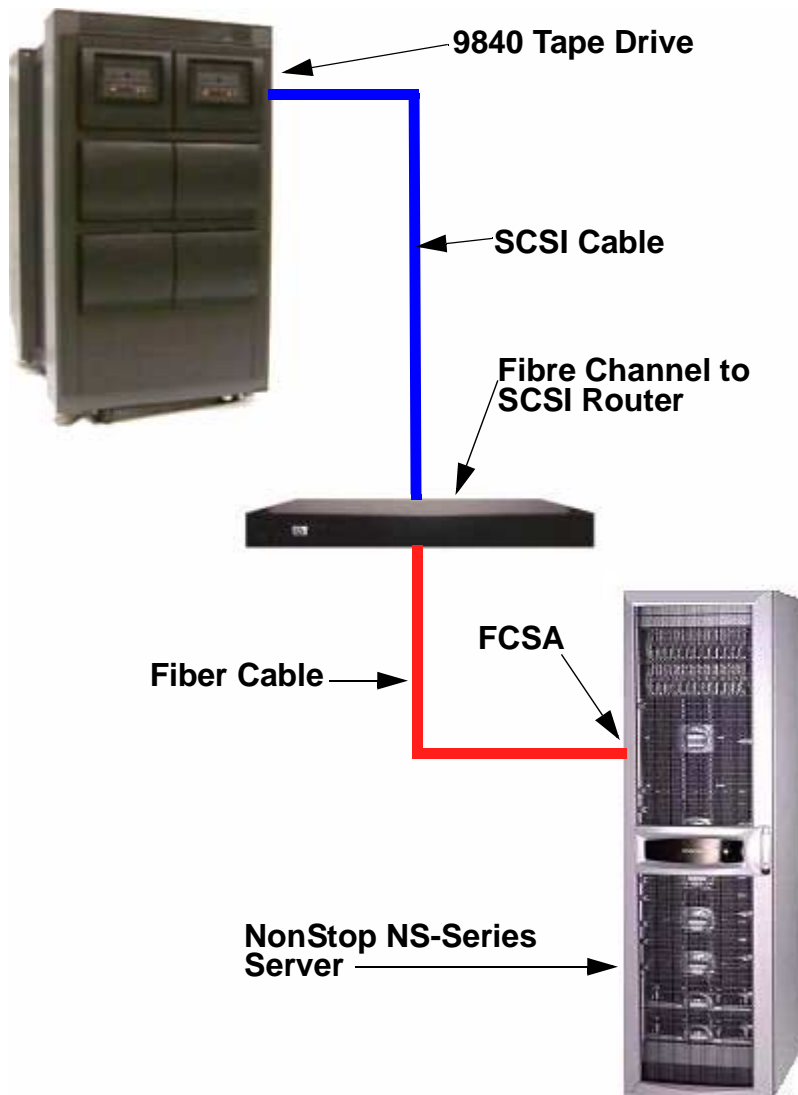 9840 Tape Drive
SCSI Cable
Fibre Channel to
SCSI Router
FCSA
Fiber Cable
NonStop NS-Series
Server